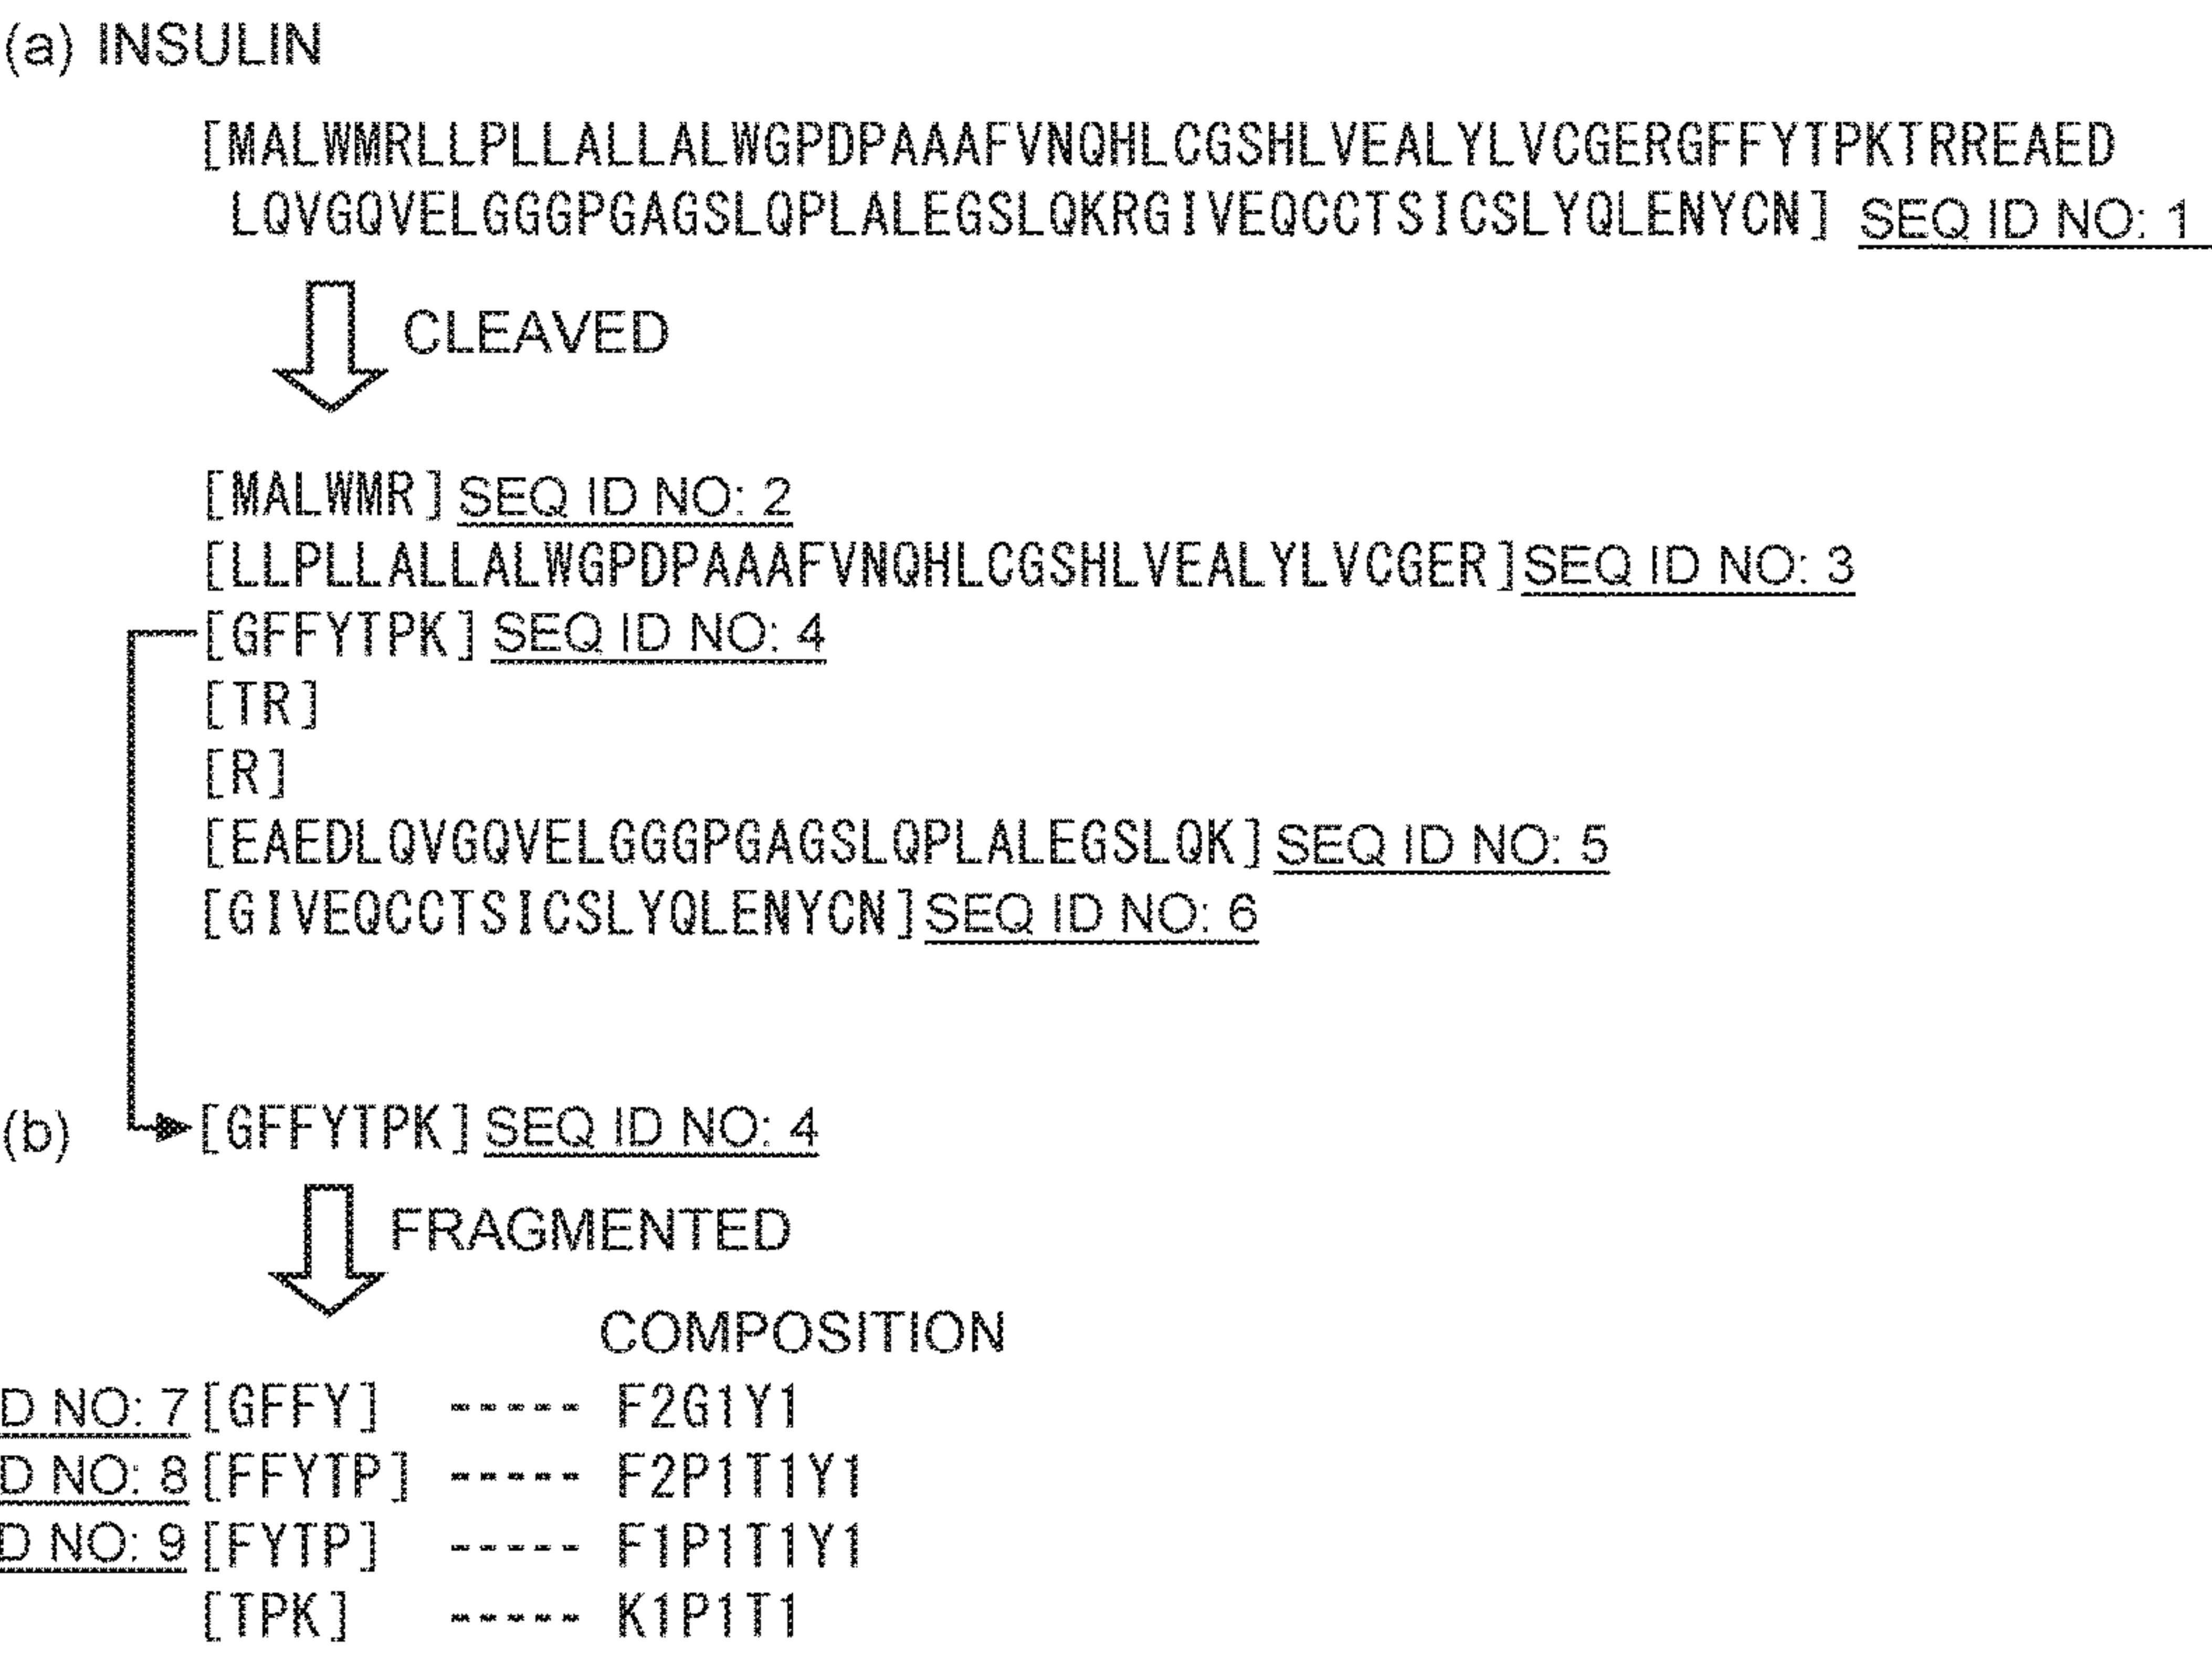 (a) INSULIN
[MALWMRLLPLLALLALWGPDPAAAFVNQHLCGSHLVEALYLVCGERGFFYTPKTRREAED
LQVGQVELGGGPGAGSLQPLALEGSLQKRGIVEQCCTSICSLYQLENYCN] SEQ ID NO: 1
CLEAVED
[MALWMR] SEQ ID NO: 2
[LLPLLALLALWGPDPAAAFVNQHLCGSHLVEALYLVCGER] SEQ ID NO: 3
[GFFYTPK] SEQ ID NO: 4
[TR]
[R]
[EAEDLQVGQVELGGGPGAGSLQPLALEGSLQK] SEQ ID NO: 5
[GIVEQCCTSICSLYQLENYCN] SEQ ID NO: 6
(b) [GFFYTPK] SEQ ID NO: 4
FRAGMENTED
COMPOSITION
D NO: 7 [GFFY] ----- F2G1Y1
D NO: 8 [FFYTP] ----- F2P1T1Y1
D NO: 9 [FYTP] ----- F1P1T1Y1
[TPK] ----- K1P1T1